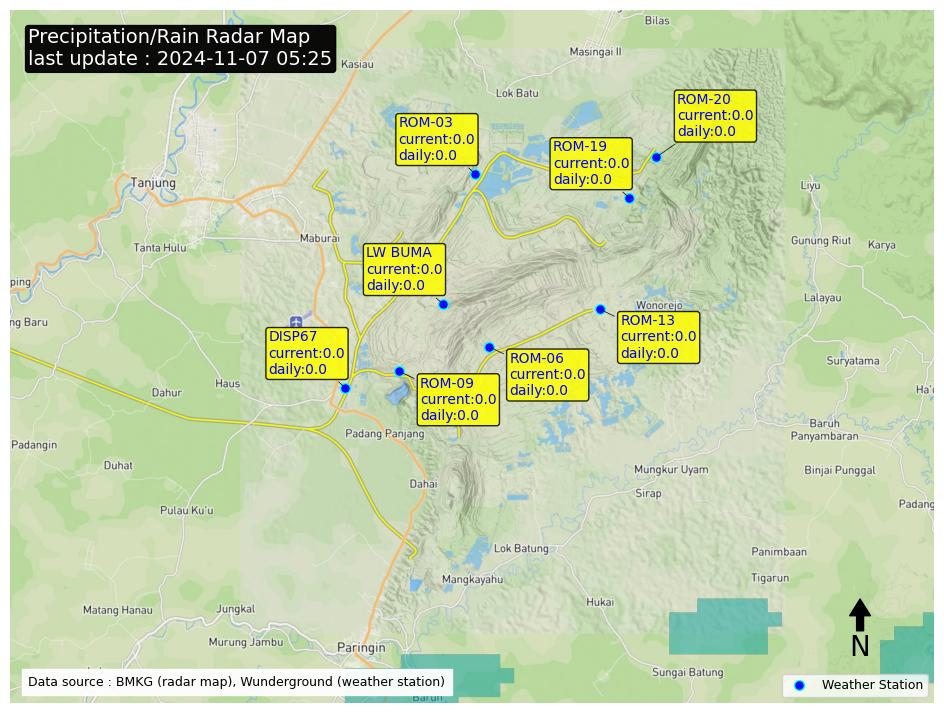 Precipitation/Rain Radar Map
last update : 2024-11-07 05:25
Bilas
Masingai II
Kasiau
Lok Batu
ROM-20
current:0.0
daily:0.0
ROM-03
current:0.0
daily:0.0
ROM-19
current:0.0
daily:0.0
Tanjung
Liyu
Maburai
Tanta Hulu
Gunung Riut
Karya
LW BUMA
current:0.0
daily:0.0
ping
Lalayau
Wonorejo
ng Baru
ROM-13
current:0.0
daily:0.0
DISP67
current:0.0
daily:0.0
ROM-06
current:0.0
daily:0.0
Suryatama
ROM-09
current:0.0
daily:0.0
Haus
Dahur
Ha'o
Baruh
Panyambaran
Padang Panjang
Padangin
Duhat
Mungkur Uyam
Binjai Punggal
Dahai
Sirap
Padang
Pulau Ku'u
Lok Batung
Panimbaan
Mangkayahu
Tigarun
Hukai
Matang Hanau
Jungkal
Murung Jambu
Paringin
N
Sungai Batung
Data source : BMKG (radar map), Wunderground (weather station)
Weather Station
Baruh